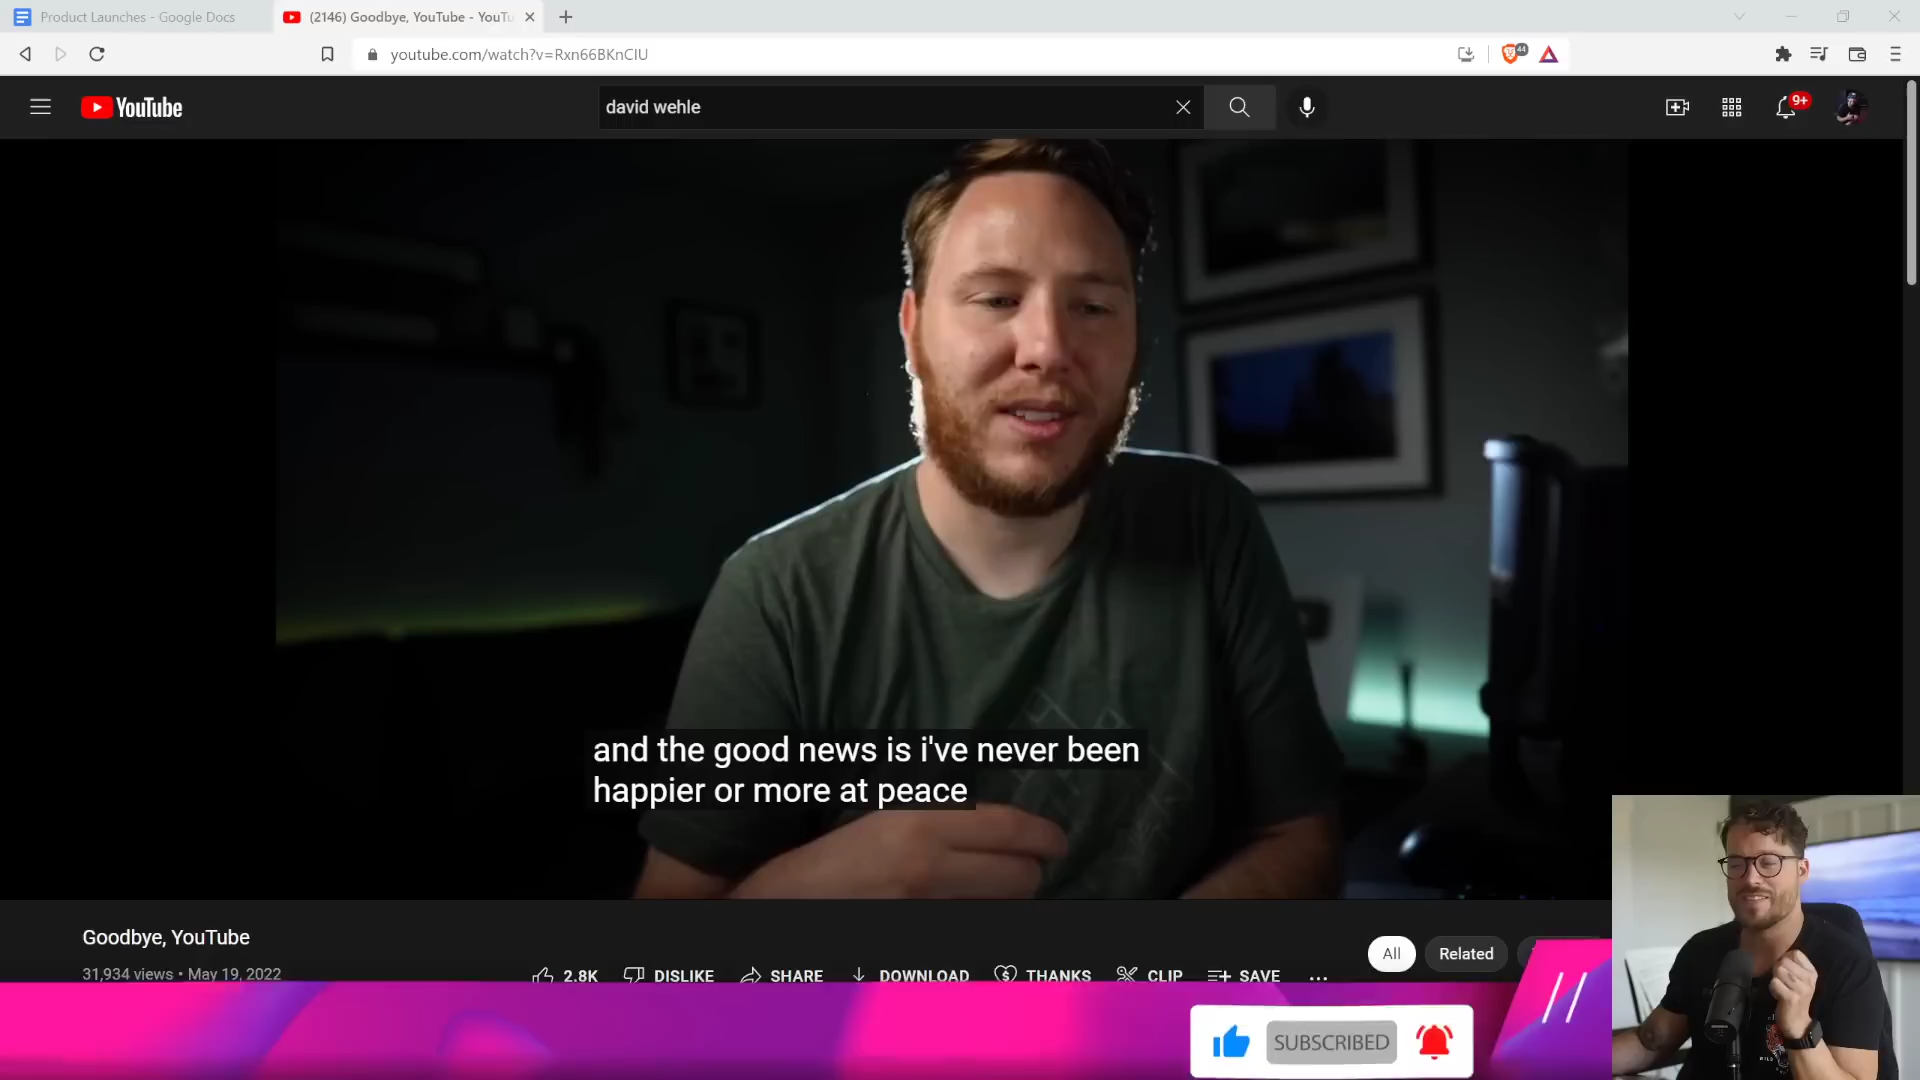 Product Launches - Google Docs
(2146) Goodbye, YouTube - YouTu
youtube.com/watch?v=Rxn66BKnCIU
44
YouTube
david wehle
9+
and the good news is i've never been
happier or more at peace
Goodbye, YouTube
31,934 views • May 19, 2022
2.8K
DISLIKE
SHARE
DOWNLOAD
THANKS
CLIP
SAVE
All
Related
SUBSCRIBED